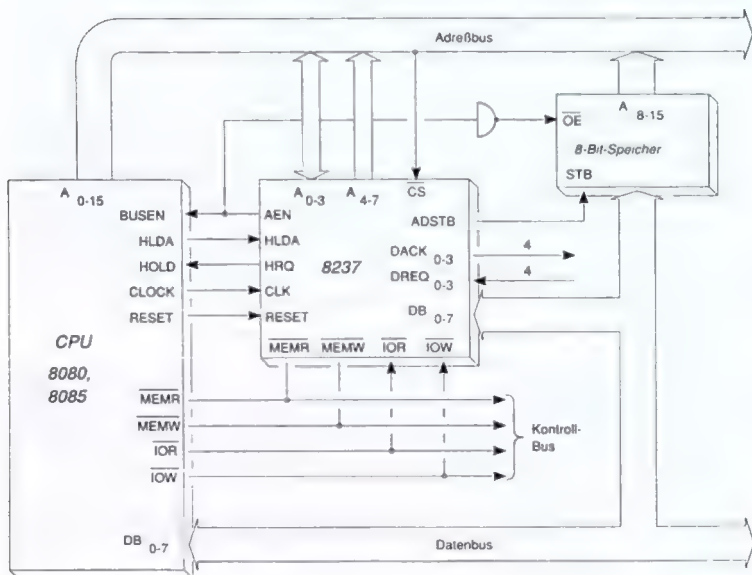 Adreßbus
A 8-15
OE
8-Bit-Speicher
STB
A 0-15
BUSEN
HLDA
HOLD
CLOCK
RESET
CPU
8080,
8085
MEMR
MEMW
IOR
IOW
DB 0-7
A 0-3
A 4-7
CS
AEN
HLDA
HRQ
CLK
RESET
8237
ADSTB
DACK 0-3
DREQ 0-3
DB 0-7
MEMR MEMW IOR IOW
4
4
Kontroll-
Bus
Datenbus